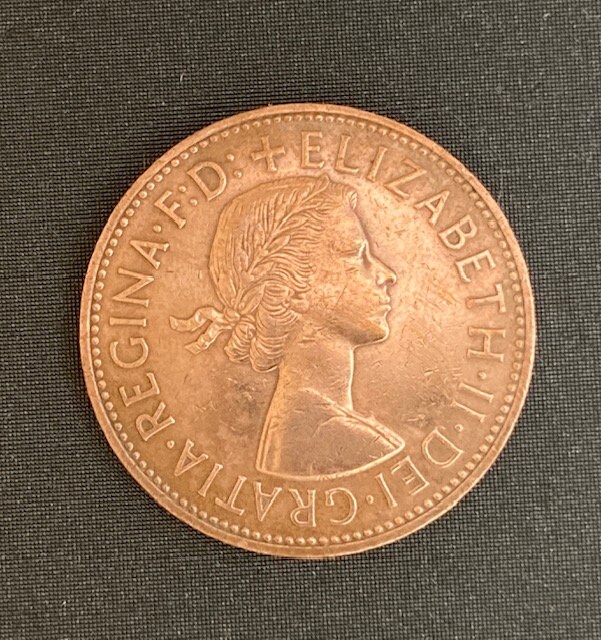 + ELIZABETH · II · DEI · GRATIA · REGINA · F: D: